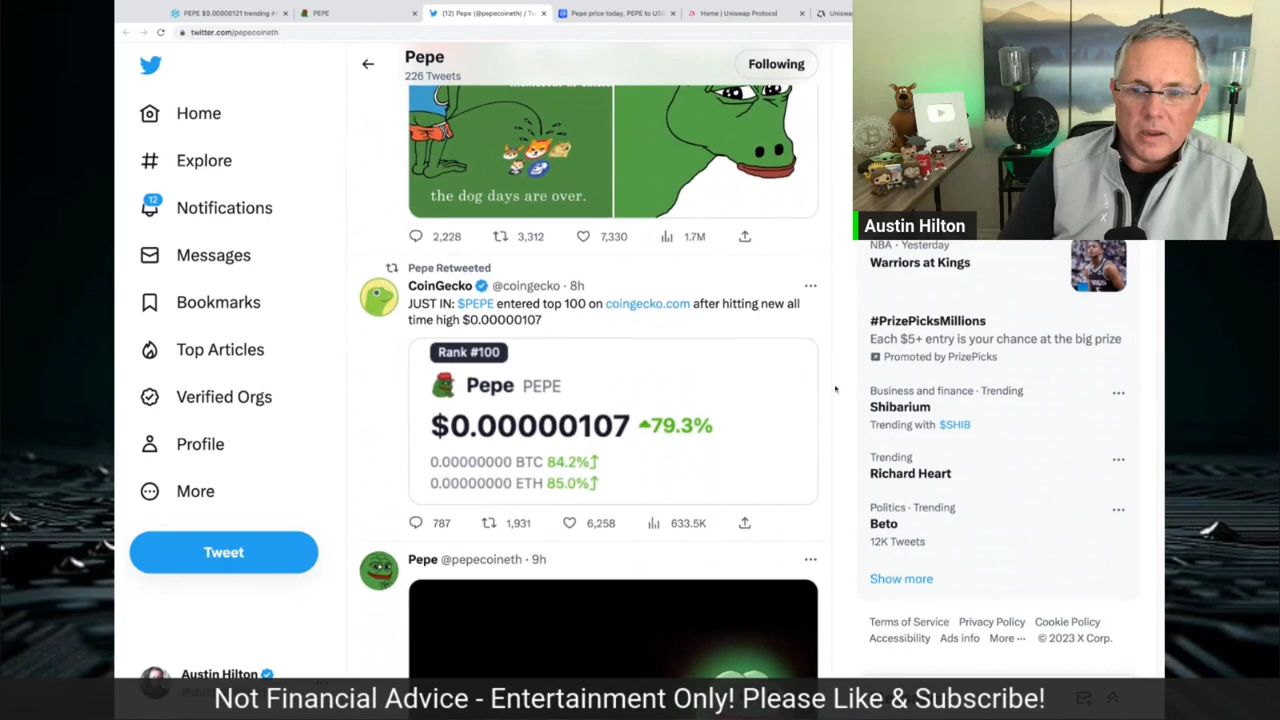 PEPE $0.00000121 trending #
PEPE
(12) Pepe (@pepecoineth) / Tw
Pepe price today, PEPE to US
Home | Uniswap Protocol
Uniswa
twitter.com/pepecoineth
Pepe
226 Tweets
Following
Home
Explore
12
Notifications
Messages
Bookmarks
Top Articles
Verified Orgs
Profile
More
Tweet
Austin Hilton
the dog days are over.
2,228 3,312 7,330 1.7M
Pepe Retweeted
CoinGecko @coingecko · 8h
JUST IN: $PEPE entered top 100 on coingecko.com after hitting new all
time high $0.00000107
Rank #100
Pepe PEPE
$0.00000107 79.3%
0.00000000 BTC 84.2%
0.00000000 ETH 85.0%
787 1,931 6,258 633.5K
Pepe @pepecoineth · 9h
Austin Hilton
NBA · Yesterday
Warriors at Kings
#PrizePicksMillions
Each $5+ entry is your chance at the big prize
Promoted by PrizePicks
Business and finance · Trending
Shibarium
Trending with $SHIB
Trending
Richard Heart
Politics · Trending
Beto
12K Tweets
Show more
Terms of Service Privacy Policy Cookie Policy
Accessibility Ads info More ··· © 2023 X Corp.
Not Financial Advice - Entertainment Only! Please Like & Subscribe!